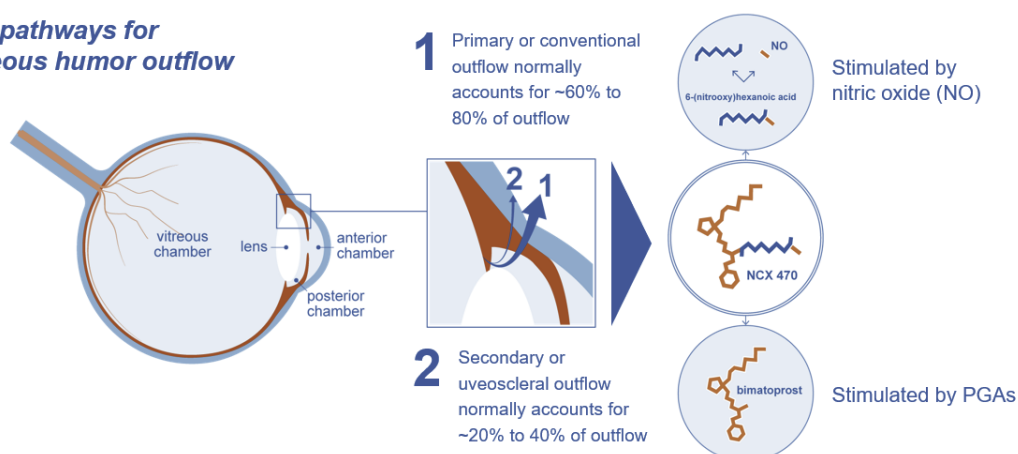 pathways for
eous humor outflow
1
Primary or conventional
outflow normally
accounts for ~60% to
80% of outflow
NO
6-(nitrooxy)hexanoic acid
Stimulated by
nitric oxide (NO)
vitreous
chamber
lens
anterior
chamber
posterior
chamber
2 1
NCX 470
2
Secondary or
uveoscleral outflow
normally accounts for
~20% to 40% of outflow
bimatoprost
Stimulated by PGAs